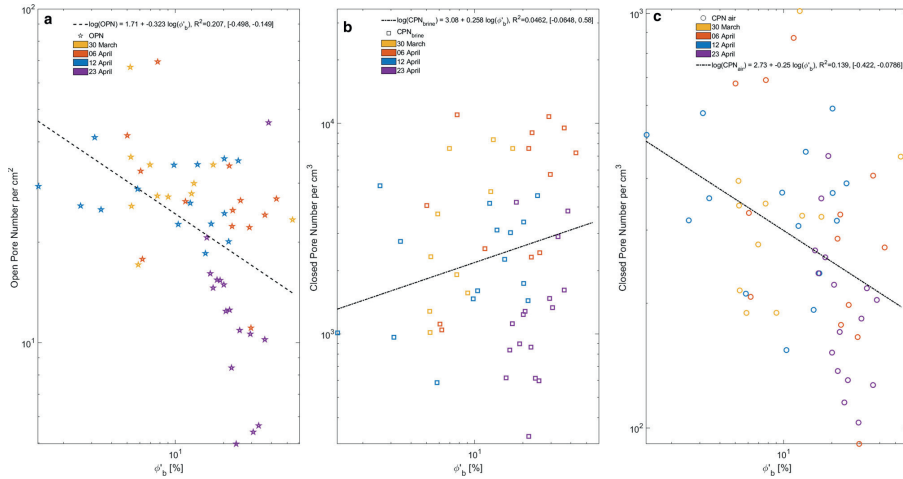 a
log(OPN) = 1.71 + -0.323 log(ϕ'b), R²=0.207, [-0.498, -0.149]
OPN
30 March
06 April
12 April
23 April
10²
10¹
Open Pore Number per cm²
10¹
ϕ'b [%]
b
log(CPNbrine) = 3.08 + 0.258 log(ϕ'b), R²=0.0462, [-0.0648, 0.58]
CPNbrine
30 March
06 April
12 April
23 April
10⁴
10³
Closed Pore Number per cm³
10¹
ϕ'b [%]
c
CPN air
30 March
06 April
12 April
23 April
log(CPNair) = 2.73 + -0.25 log(ϕ'b), R²=0.139, [-0.422, -0.0786]
10³
10²
Closed Pore Number per cm³
10¹
ϕ'b [%]